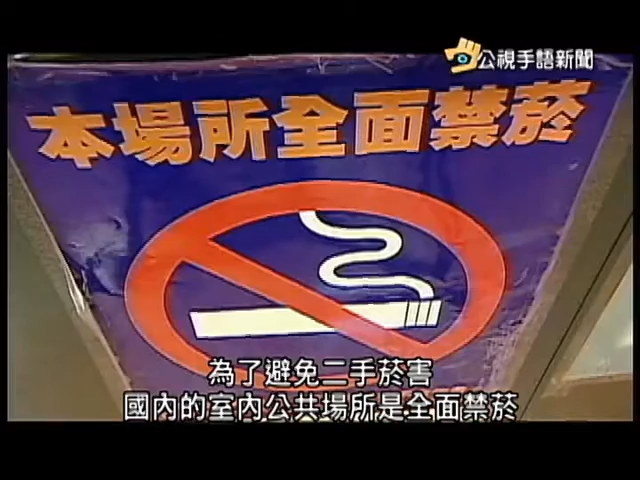 公視手語新聞
本場所全面禁菸
為了避免二手菸害
國內的室內公共場所是全面禁菸